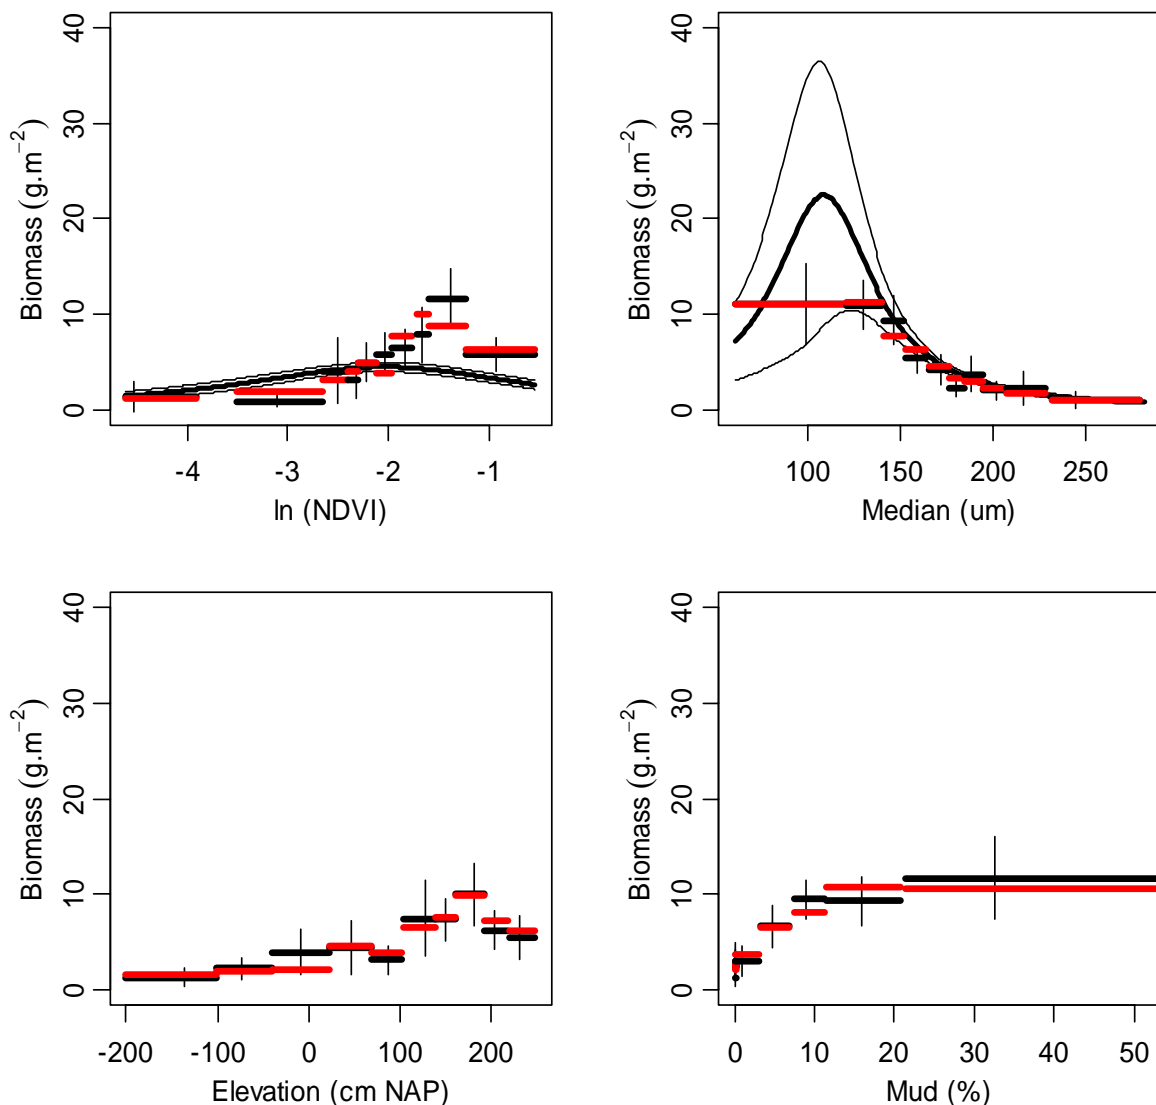 40
30
20
10
0
Biomass (g.m−2)
-4 -3 -2 -1
ln (NDVI)
40
30
20
10
0
Biomass (g.m−2)
100 150 200 250
Median (um)
40
30
20
10
0
Biomass (g.m−2)
-200 -100 0 100 200
Elevation (cm NAP)
40
30
20
10
0
Biomass (g.m−2)
0 10 20 30 40 50
Mud (%)